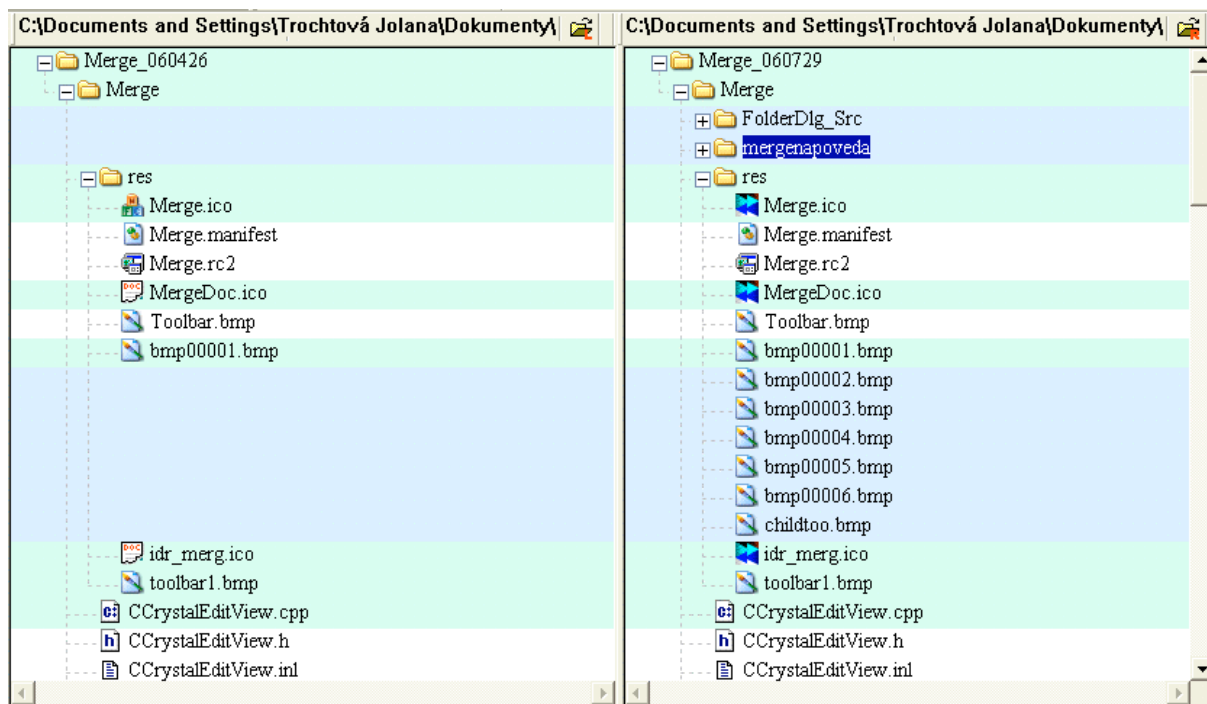 C:\Documents and Settings\Trochtová Jolana\Dokumenty\
Merge_060426
Merge
res
Merge.ico
Merge.manifest
Merge.rc2
MergeDoc.ico
Toolbar.bmp
bmp00001.bmp
idr_merg.ico
toolbar1.bmp
CCrystalEditView.cpp
CCrystalEditView.h
CCrystalEditView.inl
C:\Documents and Settings\Trochtová Jolana\Dokumenty\
Merge_060729
Merge
FolderDlg_Src
mergenapoveda
res
Merge.ico
Merge.manifest
Merge.rc2
MergeDoc.ico
Toolbar.bmp
bmp00001.bmp
bmp00002.bmp
bmp00003.bmp
bmp00004.bmp
bmp00005.bmp
bmp00006.bmp
childtoo.bmp
idr_merg.ico
toolbar1.bmp
CCrystalEditView.cpp
CCrystalEditView.h
CCrystalEditView.inl